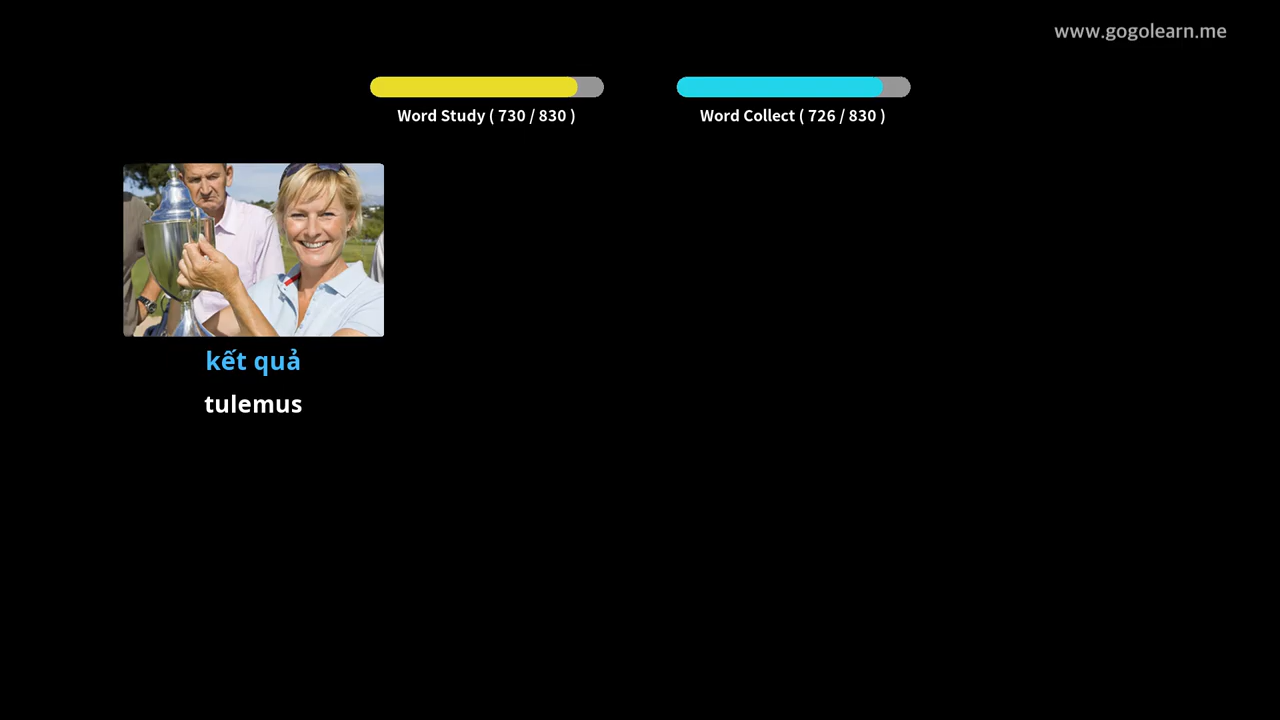 www.gogolearn.me
Word Study ( 730 / 830 )
Word Collect ( 726 / 830 )
kết quả
tulemus